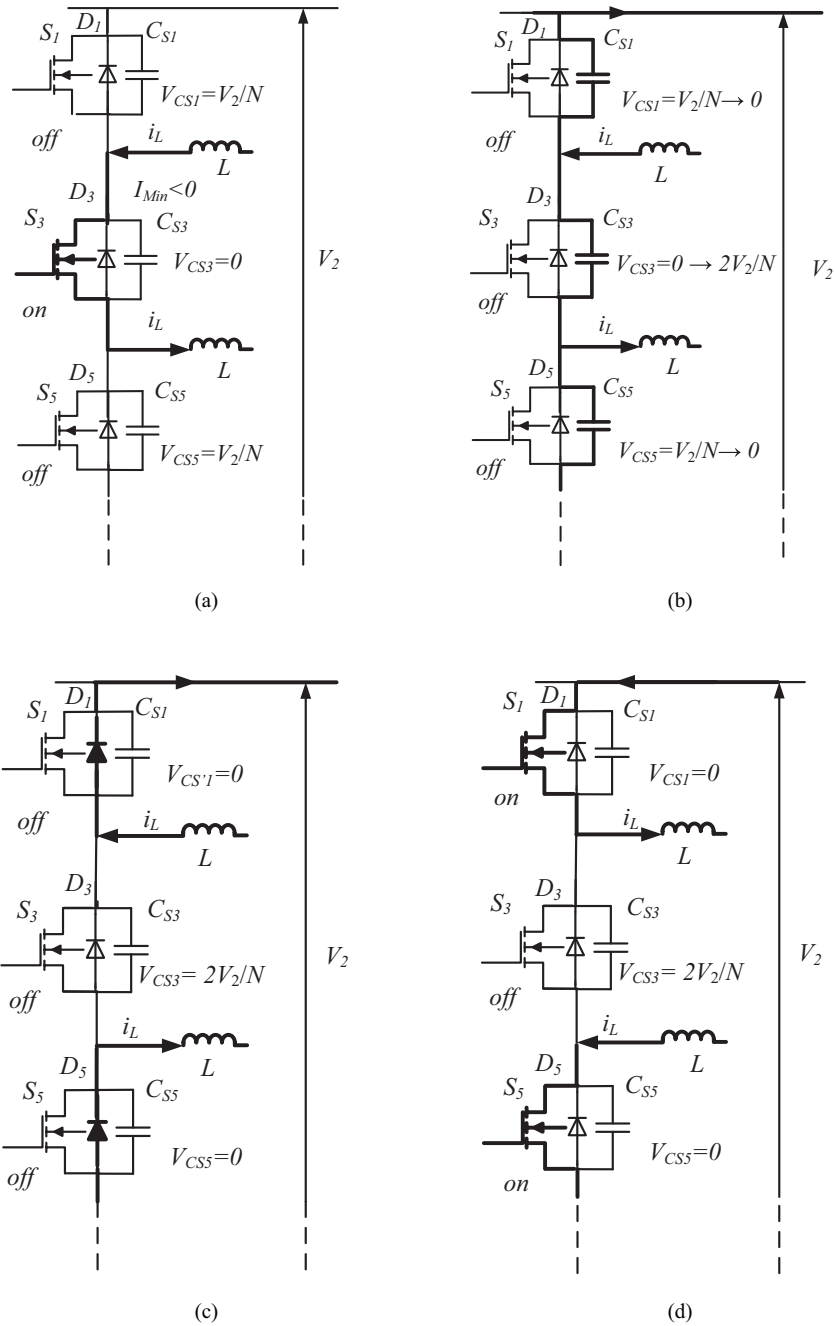 D1
S1
CS1
VCS1=V2/N
off
iL
L
IMin<0
D3
S3
CS3
VCS3=0
V2
on
iL
L
D5
S5
CS5
VCS5=V2/N
off
(a)
D1
S1
CS1
VCS1=V2/N→ 0
off
iL
L
D3
S3
CS3
VCS3=0 → 2V2/N
V2
off
iL
L
D5
S5
CS5
VCS5=V2/N→ 0
off
(b)
D1
S1
CS1
VCS'1=0
off
iL
L
D3
S3
CS3
V2
VCS3= 2V2/N
off
iL
L
D5
S5
CS5
VCS5=0
off
(c)
D1
S1
CS1
VCS1=0
on
iL
L
D3
S3
CS3
V2
VCS3= 2V2/N
off
iL
L
D5
S5
CS5
VCS5=0
on
(d)